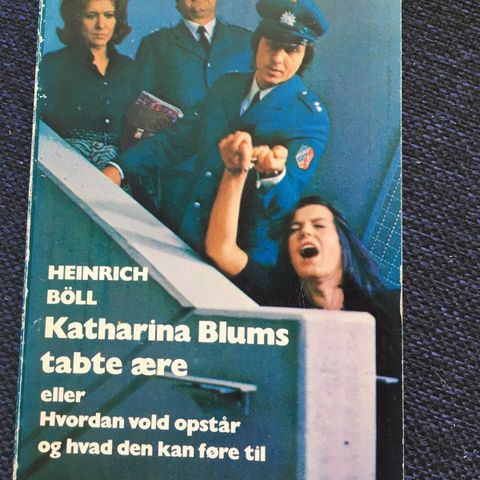 HEINRICH
BÖLL
Katharina Blums
tabte ære
eller
Hvordan vold opstår
og hvad den kan føre til